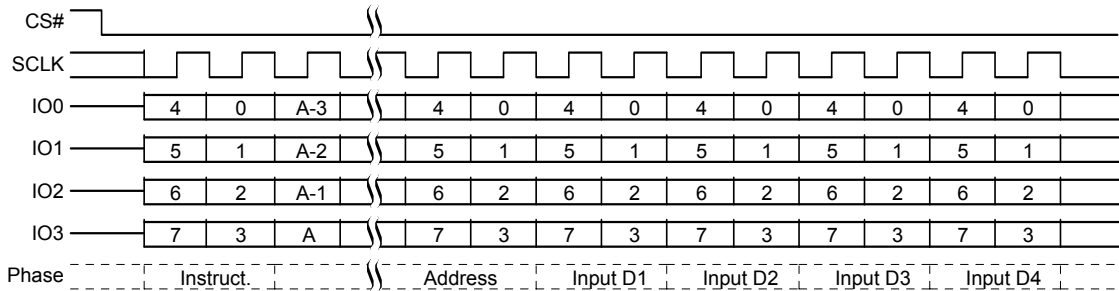 CS#
SCLK
IO0 4 0 A-3 4 0 4 0 4 0 4 0 4 0
IO1 5 1 A-2 5 1 5 1 5 1 5 1 5 1
IO2 6 2 A-1 6 2 6 2 6 2 6 2 6 2
IO3 7 3 A 7 3 7 3 7 3 7 3 7 3
Phase Instruct. Address Input D1 Input D2 Input D3 Input D4